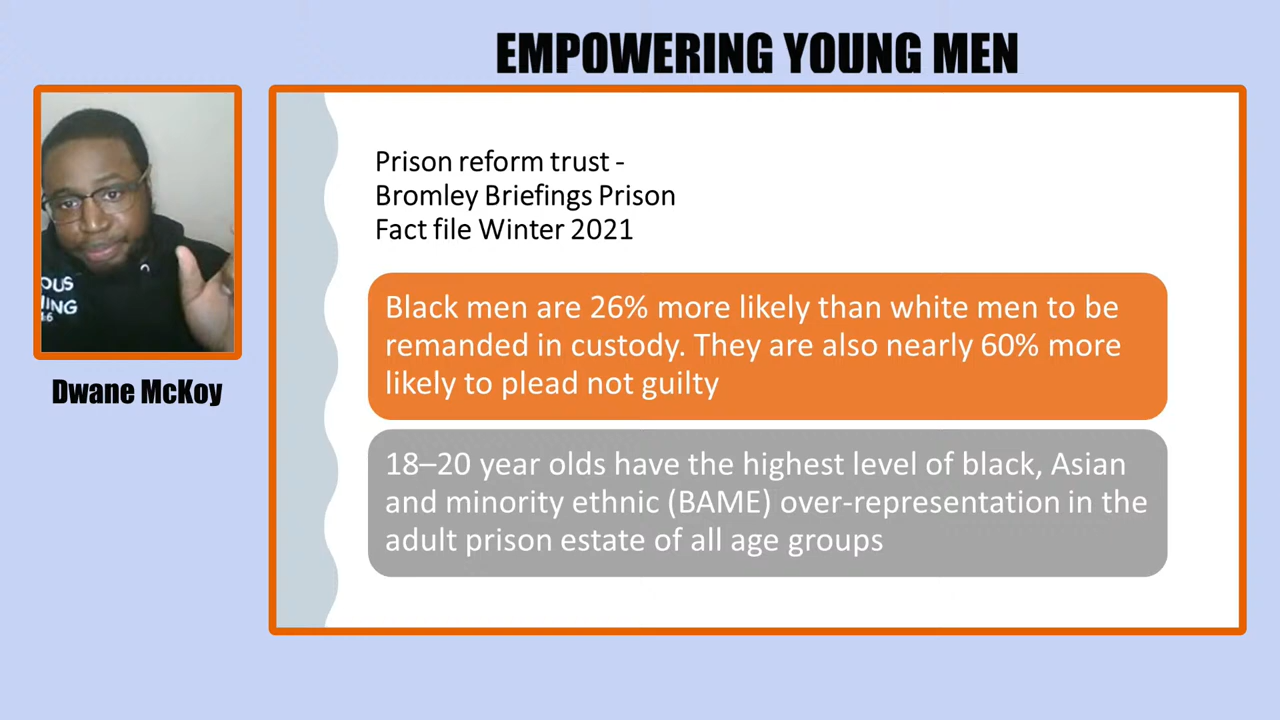 EMPOWERING YOUNG MEN
Prison reform trust -
Bromley Briefings Prison
Fact file Winter 2021
Black men are 26% more likely than white men to be
remanded in custody. They are also nearly 60% more
likely to plead not guilty
18–20 year olds have the highest level of black, Asian
and minority ethnic (BAME) over-representation in the
adult prison estate of all age groups
Dwane McKoy